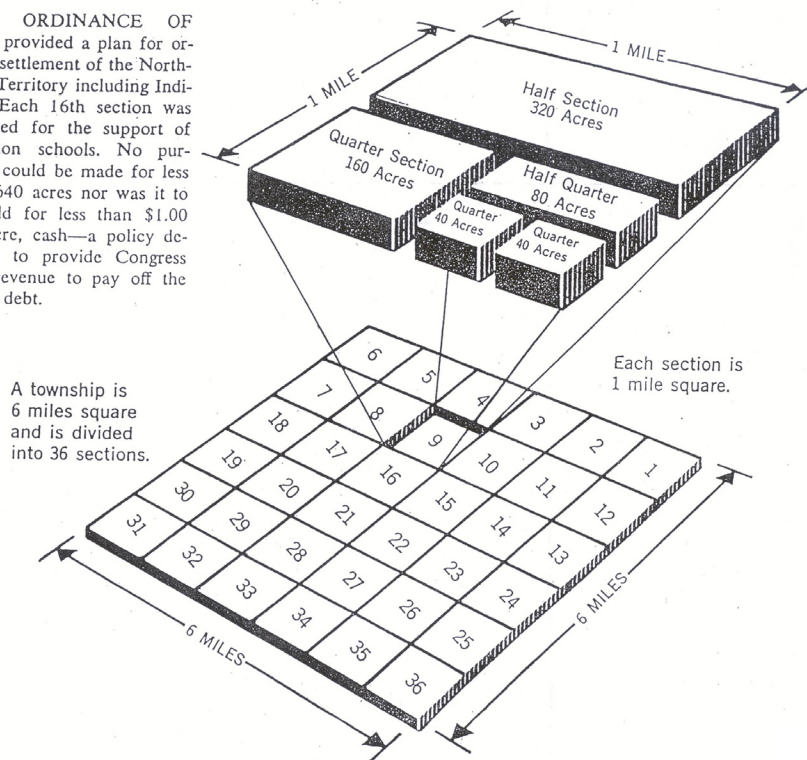 ORDINANCE OF
provided a plan for or-
settlement of the North-
Territory including Indi-
Each 16th section was
ed for the support of
on schools. No pur-
could be made for less
640 acres nor was it to
ld for less than $1.00
re, cash—a policy de-
to provide Congress
evenue to pay off the
debt.
1 MILE
1 MILE
Half Section
320 Acres
Quarter Section
160 Acres
Half Quarter
80 Acres
Quarter
40 Acres
Quarter
40 Acres
Each section is
1 mile square.
A township is
6 miles square
and is divided
into 36 sections.
6 5 4 3 2 1
7 8 9 10 11 12
18 17 16 15 14 13
19 20 21 22 23 24
30 29 28 27 26 25
31 32 33 34 35 36
6 MILES
6 MILES